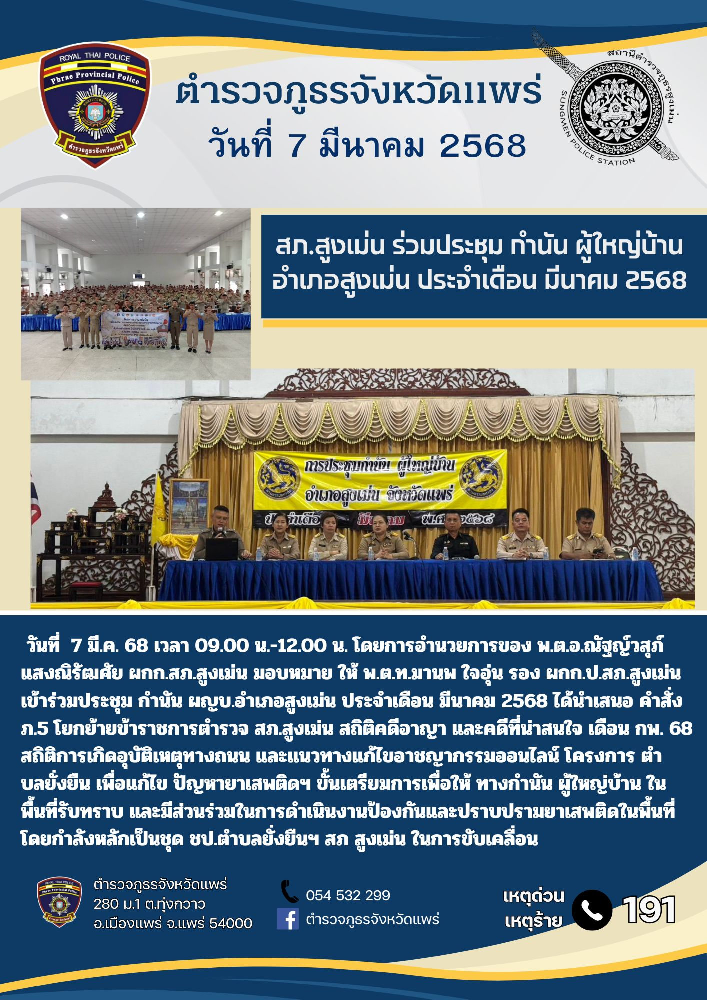 ROYAL THAI POLICE
Phrae Provincial Police
ตำรวจภูธรจังหวัดแพร่
ตำรวจภูธรจังหวัดแพร่
วันที่ 7 มีนาคม 2568
สถานีตำรวจภูธรสูงเม่น
SUNGMEN POLICE STATION
สภ.สูงเม่น ร่วมประชุม กำนัน ผู้ใหญ่บ้าน
อำเภอสูงเม่น ประจำเดือน มีนาคม 2568
โครงการตำบลยั่งยืน
การประชุมกำนัน ผู้ใหญ่บ้าน
อำเภอสูงเม่น จังหวัดแพร่
มีนาคม
วันที่ 7 มี.ค. 68 เวลา 09.00 น.-12.00 น. โดยการอำนวยการของ พ.ต.อ.ณัฐญ์วสุภ์
แสงณิรัฒศัย ผกก.สภ.สูงเม่น มอบหมาย ให้ พ.ต.ท.มานพ ใจอุ่น รอง ผกก.ป.สภ.สูงเม่น
เข้าร่วมประชุม กำนัน ผญบ.อำเภอสูงเม่น ประจำเดือน มีนาคม 2568 ได้นำเสนอ คำสั่ง
ภ.5 โยกย้ายข้าราชการตำรวจ สภ.สูงเม่น สถิติคดีอาญา และคดีที่น่าสนใจ เดือน กพ. 68
สถิติการเกิดอุบัติเหตุทางถนน และแนวทางแก้ไขอาชญากรรมออนไลน์ โครงการ ตำ
บลยั่งยืน เพื่อแก้ไข ปัญหายาเสพติดฯ ขั้นเตรียมการเพื่อให้ ทางกำนัน ผู้ใหญ่บ้าน ใน
พื้นที่รับทราบ และมีส่วนร่วมในการดำเนินงานป้องกันและปราบปรามยาเสพติดในพื้นที่
โดยกำลังหลักเป็นชุด ชป.ตำบลยั่งยืนฯ สภ สูงเม่น ในการขับเคลื่อน
ROYAL THAI POLICE
Phrae Provincial Police
ตำรวจภูธรจังหวัดแพร่
ตำรวจภูธรจังหวัดแพร่
280 ม.1 ต.ทุ่งกวาว
อ.เมืองแพร่ จ.แพร่ 54000
054 532 299
ตำรวจภูธรจังหวัดแพร่
เหตุด่วน
เหตุร้าย
191